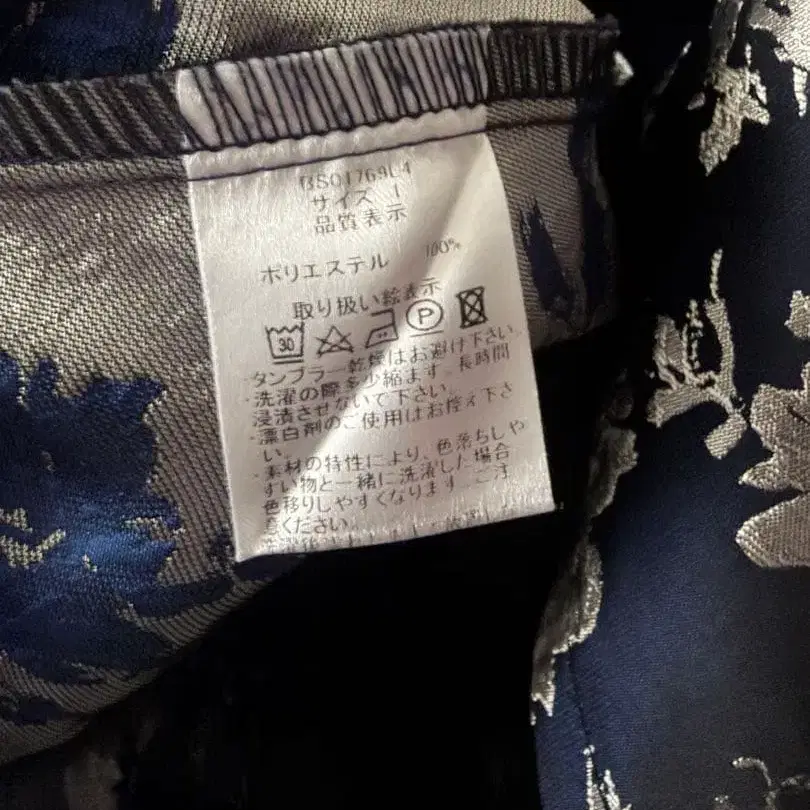 BS01769L4
サイズ 1
品質表示
ポリエステル 100%
取り扱い絵表示
30 P
・タンブラー乾燥はお避け下さい。
・洗濯の際多少縮ます。長時間
浸漬させないで下さい。
・漂白剤のご使用はお控え下さ
い。
・素材の特性により、色落ちしや
すい物と一緒に洗濯した場合
色移りしやすくなります。ご注
意ください。